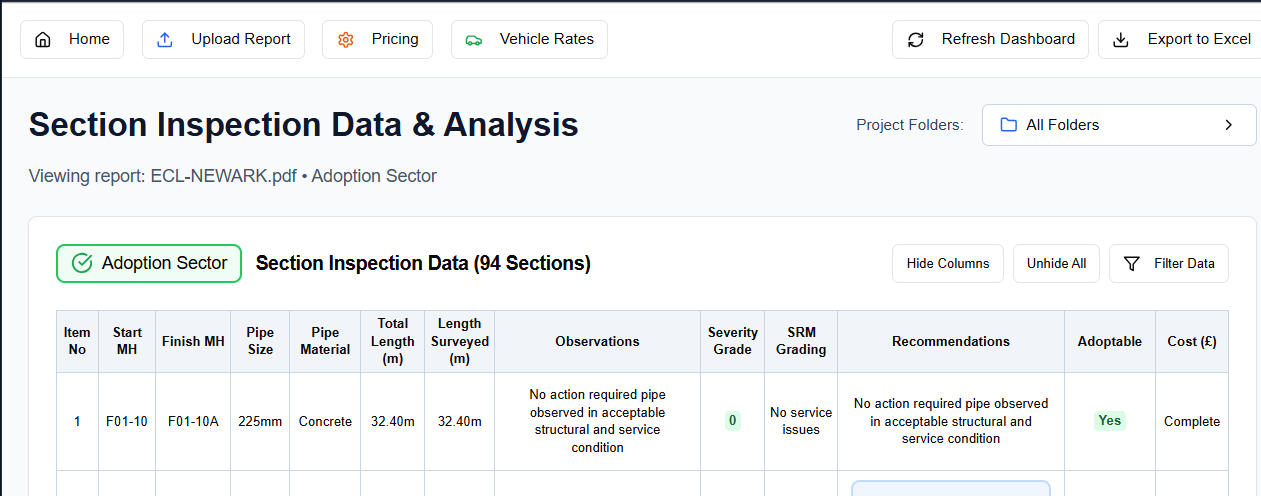 Home
Upload Report
Pricing
Vehicle Rates
Refresh Dashboard
Export to Excel
Section Inspection Data & Analysis
Project Folders:
All Folders
Viewing report: ECL-NEWARK.pdf • Adoption Sector
Adoption Sector
Section Inspection Data (94 Sections)
Hide Columns
Unhide All
Filter Data
Item
No
Start
MH
Finish MH
Pipe
Size
Pipe
Material
Total
Length
(m)
Length
Surveyed
(m)
Observations
Severity
Grade
SRM
Grading
Recommendations
Adoptable
Cost (£)
1
F01-10
F01-10A
225mm
Concrete
32.40m
32.40m
No action required pipe
observed in acceptable
structural and service
condition
0
No service
issues
No action required pipe observed
in acceptable structural and
service condition
Yes
Complete